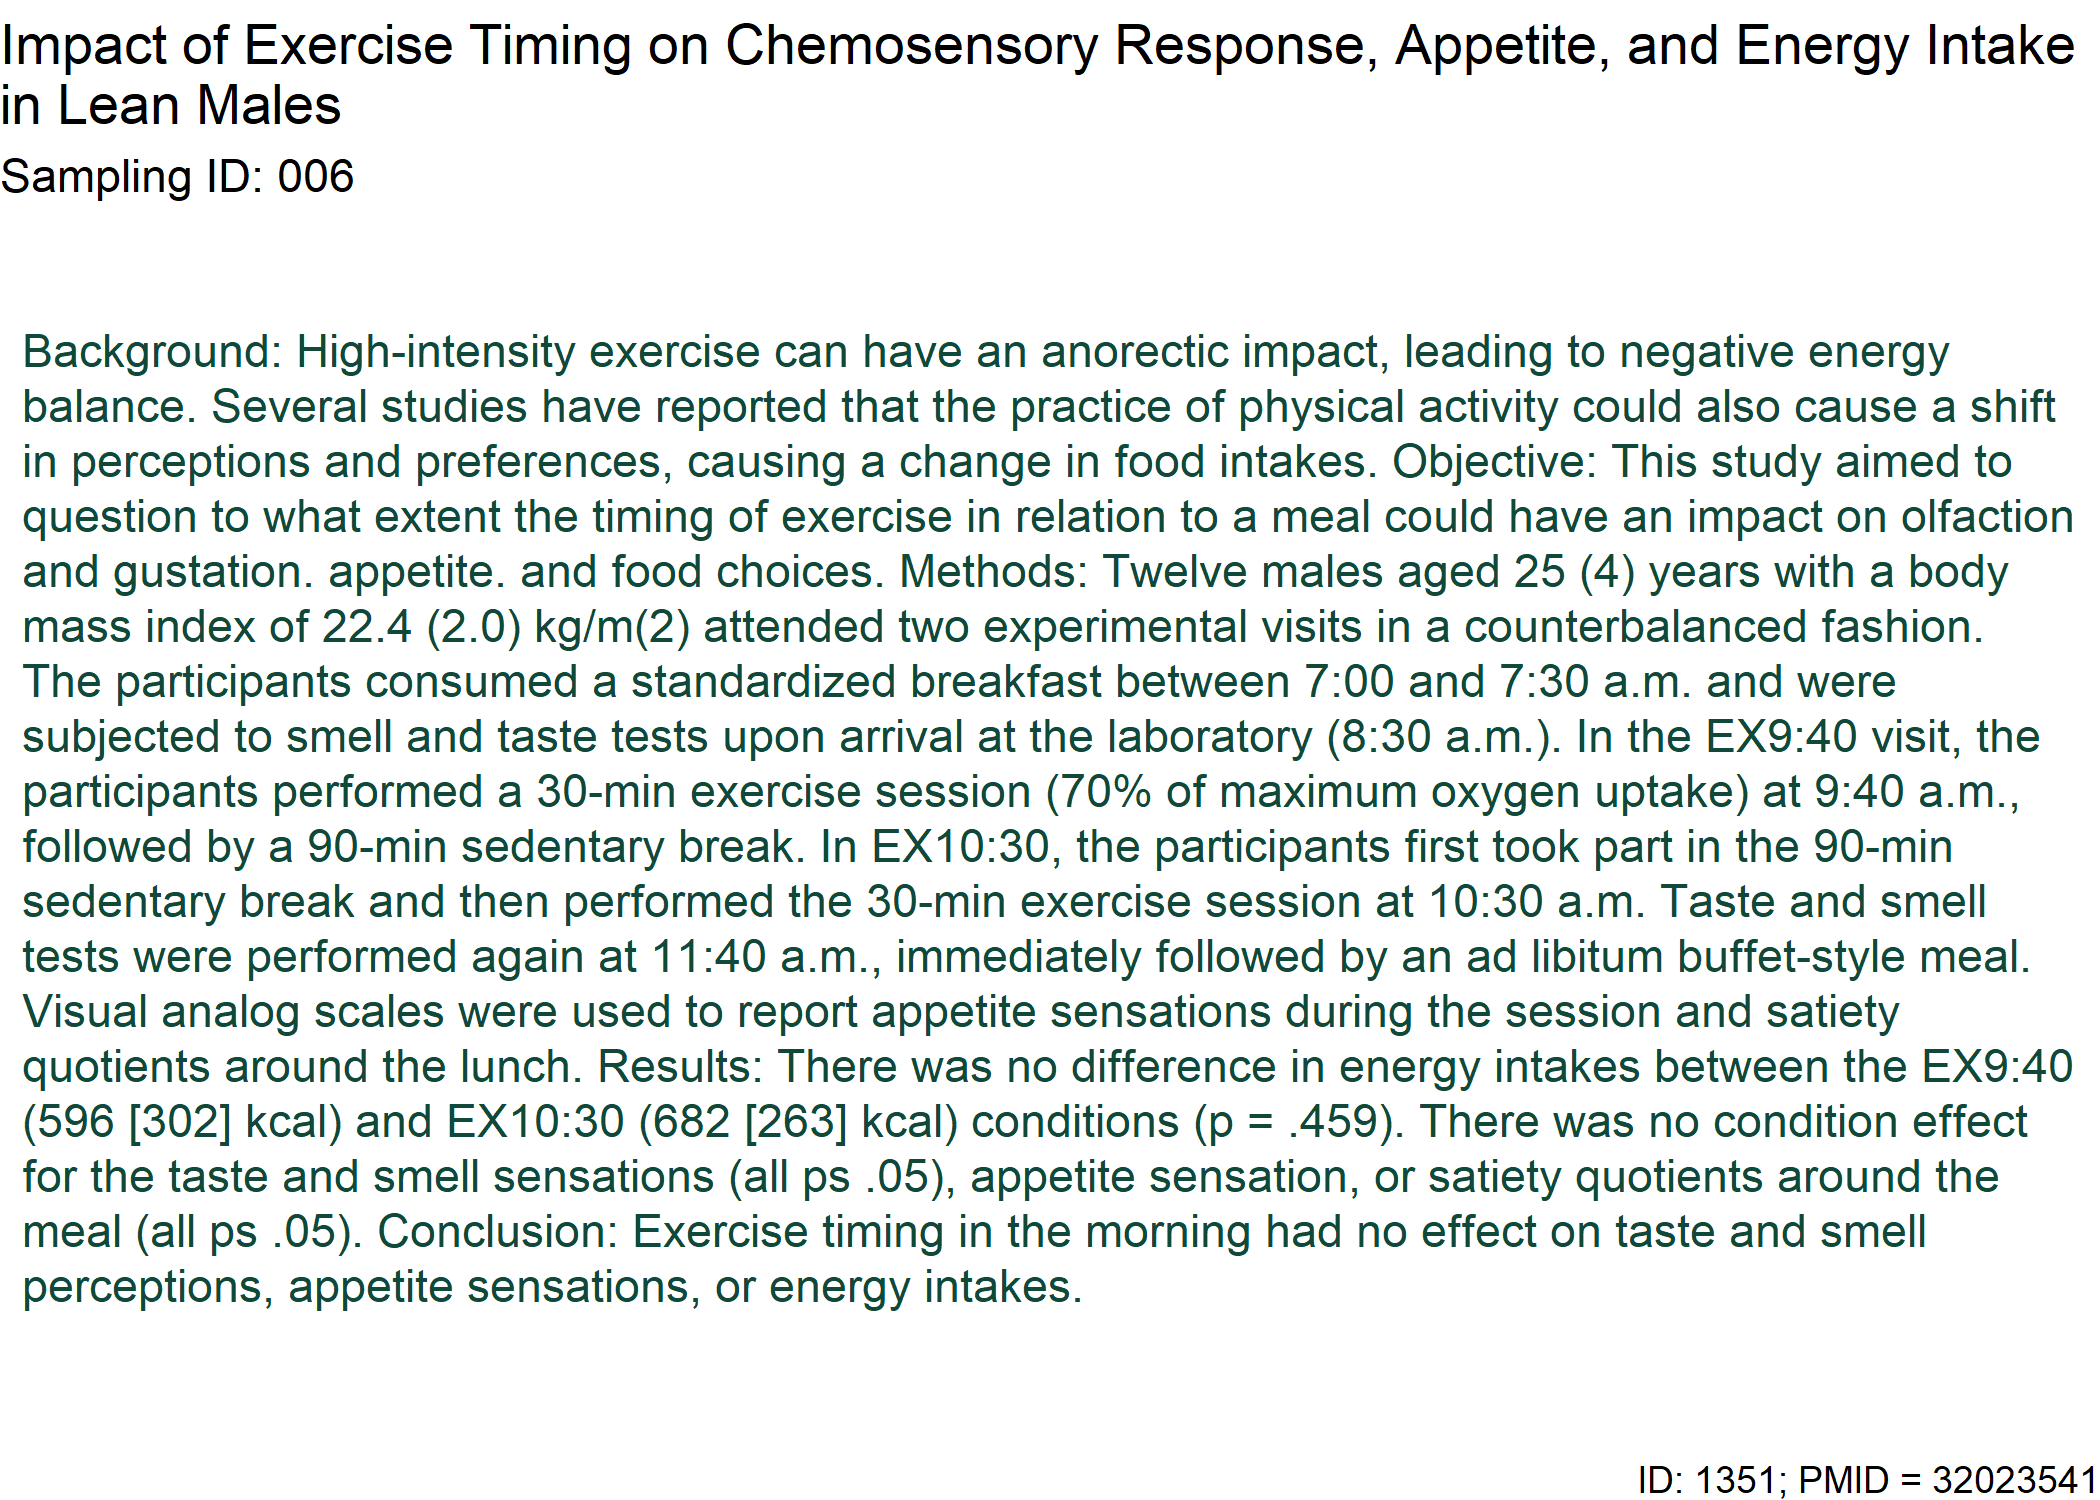 Impact of Exercise Timing on Chemosensory Response, Appetite, and Energy Intake
in Lean Males
Sampling ID: 006
Background: High-intensity exercise can have an anorectic impact, leading to negative energy
balance. Several studies have reported that the practice of physical activity could also cause a shift
in perceptions and preferences, causing a change in food intakes. Objective: This study aimed to
question to what extent the timing of exercise in relation to a meal could have an impact on olfaction
and gustation. appetite. and food choices. Methods: Twelve males aged 25 (4) years with a body
mass index of 22.4 (2.0) kg/m(2) attended two experimental visits in a counterbalanced fashion.
The participants consumed a standardized breakfast between 7:00 and 7:30 a.m. and were
subjected to smell and taste tests upon arrival at the laboratory (8:30 a.m.). In the EX9:40 visit, the
participants performed a 30-min exercise session (70% of maximum oxygen uptake) at 9:40 a.m.,
followed by a 90-min sedentary break. In EX10:30, the participants first took part in the 90-min
sedentary break and then performed the 30-min exercise session at 10:30 a.m. Taste and smell
tests were performed again at 11:40 a.m., immediately followed by an ad libitum buffet-style meal.
Visual analog scales were used to report appetite sensations during the session and satiety
quotients around the lunch. Results: There was no difference in energy intakes between the EX9:40
(596 [302] kcal) and EX10:30 (682 [263] kcal) conditions (p = .459). There was no condition effect
for the taste and smell sensations (all ps .05), appetite sensation, or satiety quotients around the
meal (all ps .05). Conclusion: Exercise timing in the morning had no effect on taste and smell
perceptions, appetite sensations, or energy intakes.
ID: 1351; PMID = 32023541